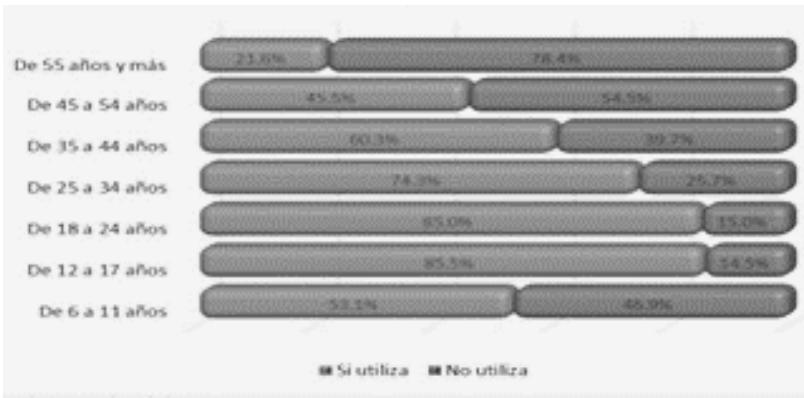 De 55 años y más 21.6% 78.4%
De 45 a 54 años 45.5% 54.5%
De 35 a 44 años 60.3% 39.7%
De 25 a 34 años 74.3% 25.7%
De 18 a 24 años 85.0% 15.0%
De 12 a 17 años 85.5% 14.5%
De 6 a 11 años 53.1% 46.9%
Si utiliza No utiliza